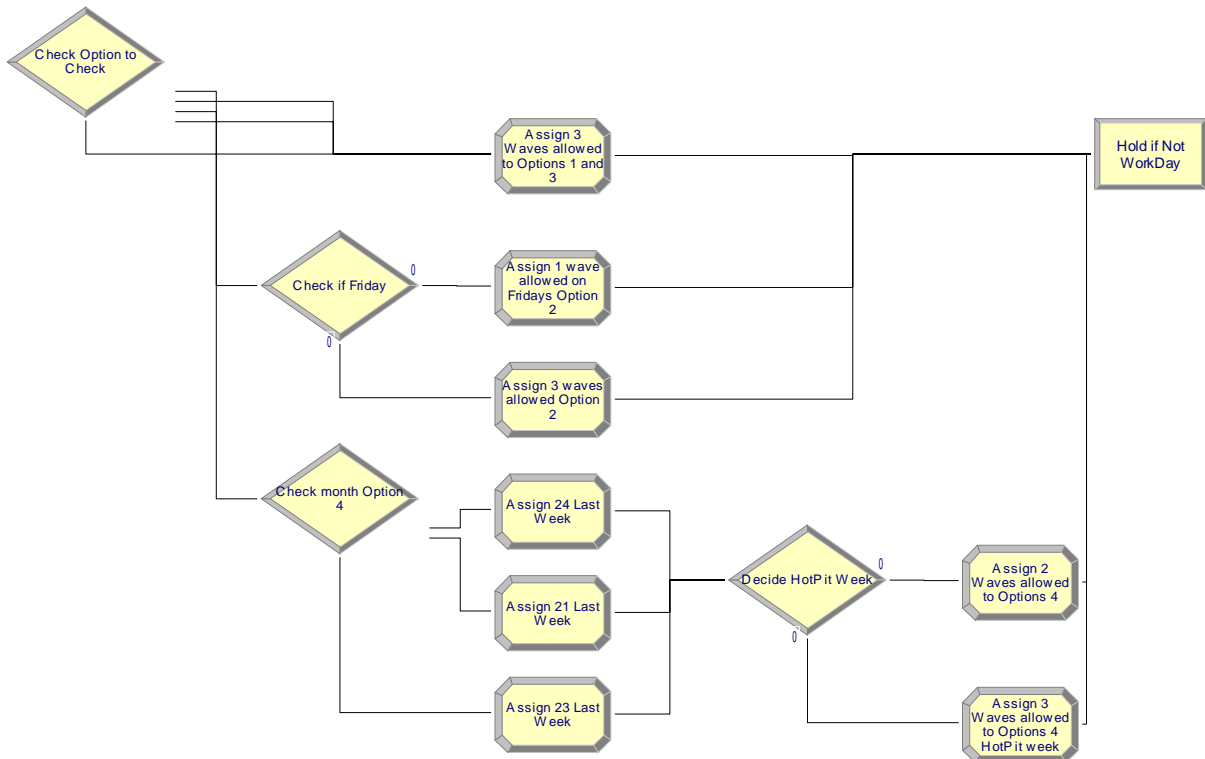 Check Option to
Check
Assign 3
Waves allowed
to Options 1 and
3
Hold if Not
WorkDay
Check if Friday
0
0
Assign 1 wave
allowed on
Fridays Option
2
Assign 3 waves
allowed Option
2
Check month Option
4
Assign 24 Last
Week
Assign 21 Last
Week
Assign 23 Last
Week
Decide HotPit Week
0
0
Assign 2
Waves allowed
to Options 4
Assign 3
Waves allowed
to Options 4
HotPit week